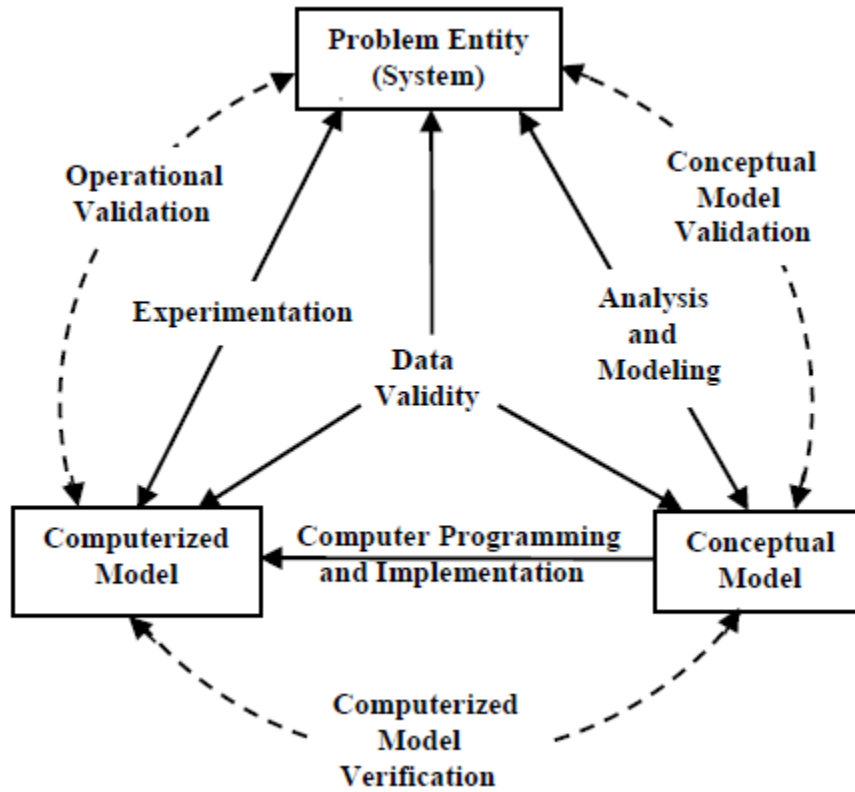 Problem Entity
(System)
Operational
Validation
Conceptual
Model
Validation
Experimentation
Analysis
and
Modeling
Data
Validity
Computerized
Model
Computer Programming
and Implementation
Conceptual
Model
Computerized
Model
Verification